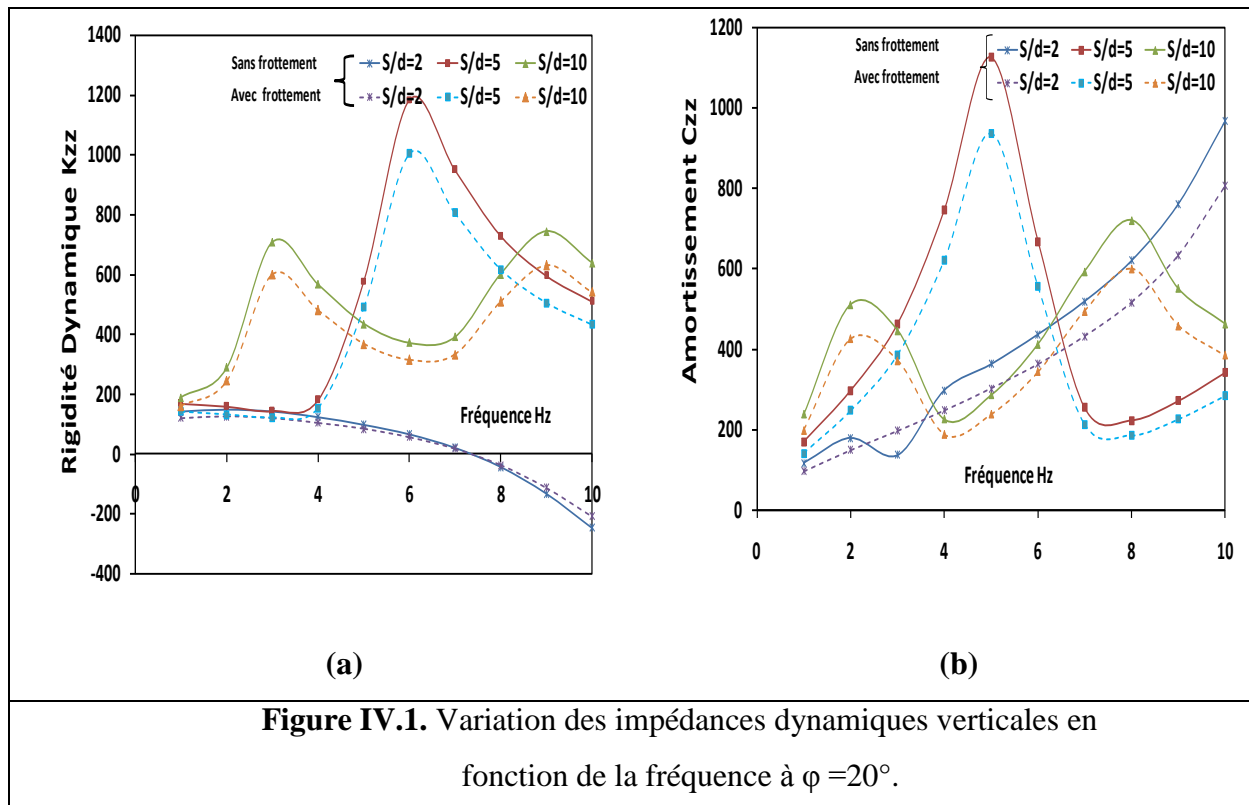 1400
1200
1000
800
600
400
200
0
-200
-400
0 2 4 6 8 10
Rigidité Dynamique Kzz
Fréquence Hz
Sans frottement S/d=2 S/d=5 S/d=10
Avec frottement S/d=2 S/d=5 S/d=10
(a)
1200
1000
800
600
400
200
0
0 2 4 6 8 10
Amortissement Czz
Fréquence Hz
Sans frottement S/d=2 S/d=5 S/d=10
Avec frottement S/d=2 S/d=5 S/d=10
(b)
Figure IV.1. Variation des impédances dynamiques verticales en
fonction de la fréquence à φ =20°.